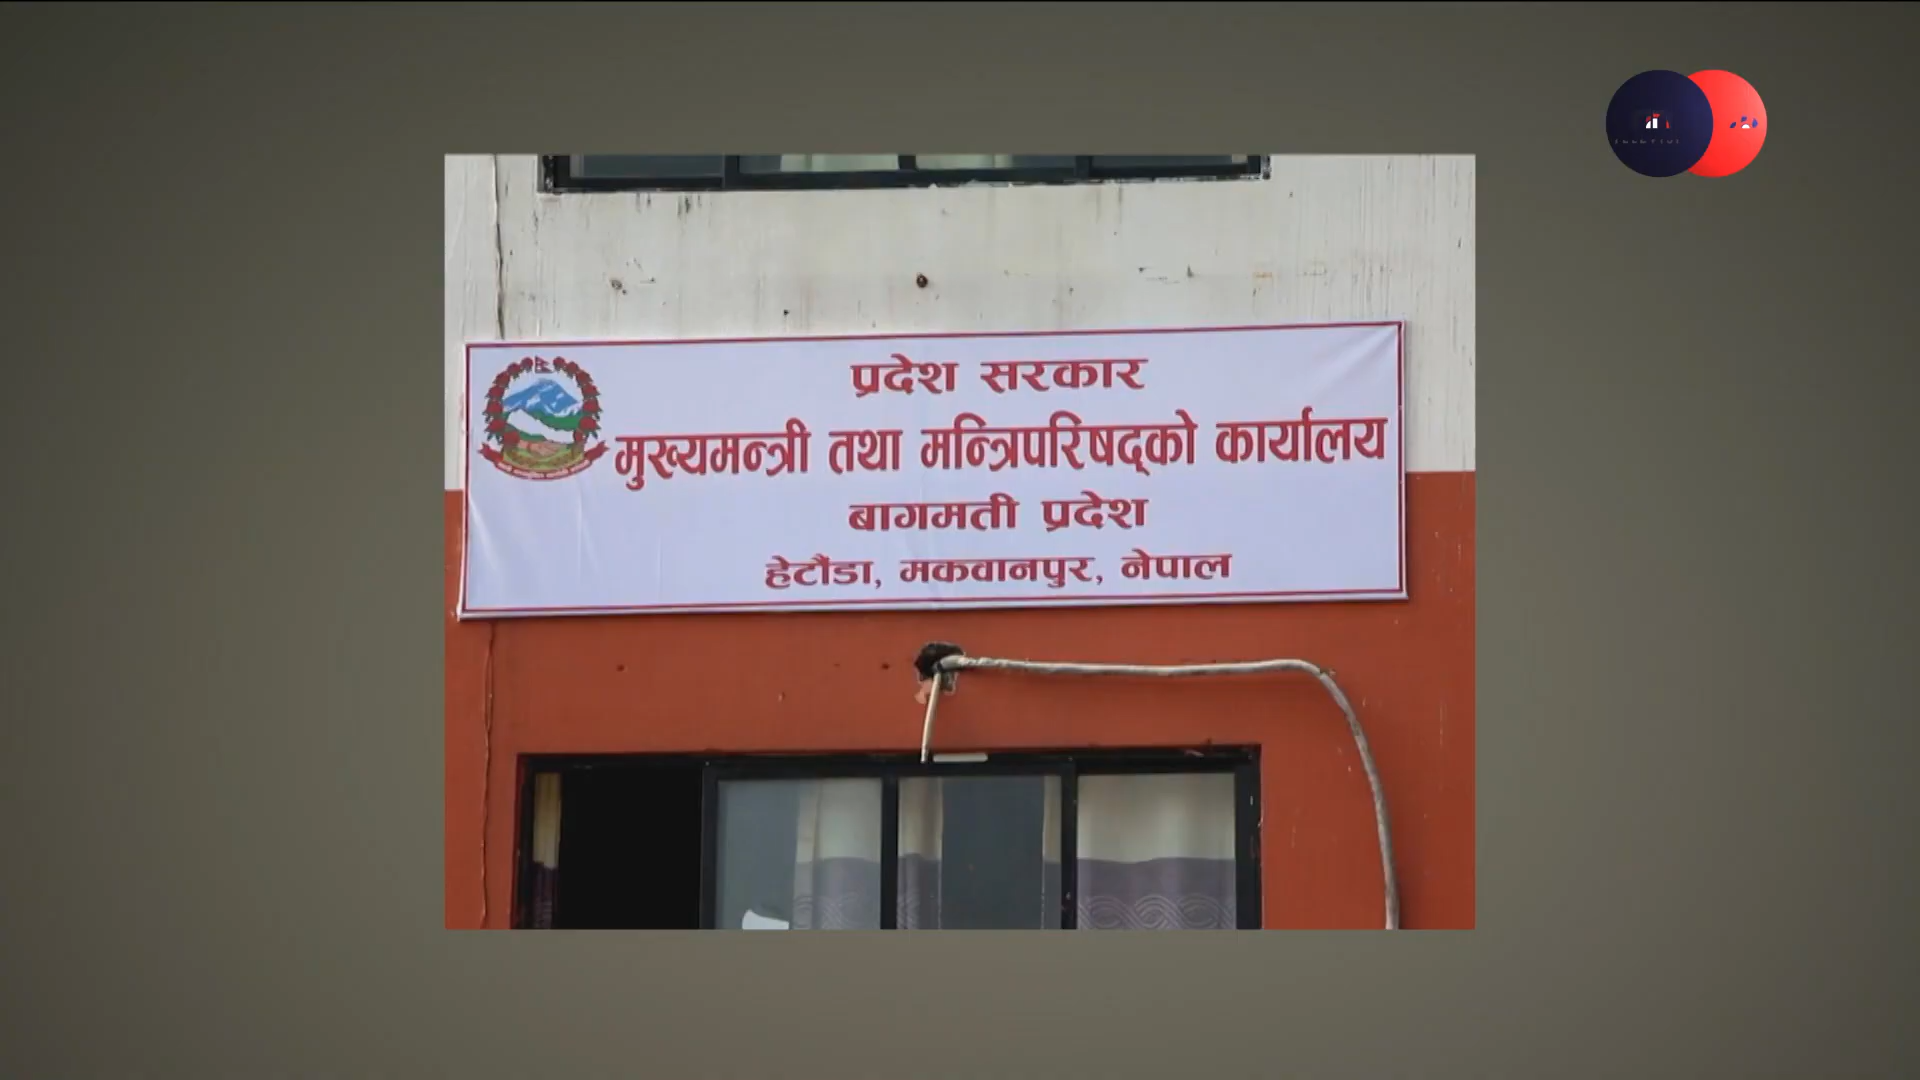 प्रदेश सरकार
मुख्यमन्त्री तथा मन्त्रिपरिषद्को कार्यालय
बागमती प्रदेश
हेटौंडा, मकवानपुर, नेपाल